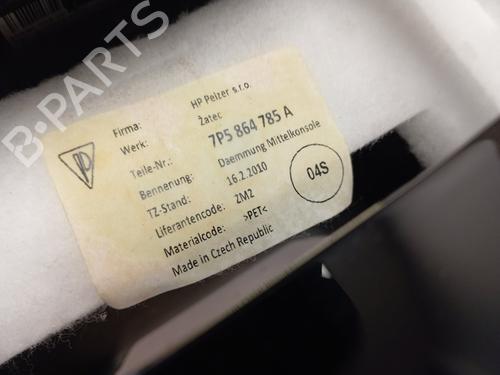 B-PARTS
Firma: HP Pelzer s.r.o.
Werk: Žatec
Teile-Nr.: 7P5 864 785 A
Bennenung: Daemmung Mittelkonsole
TZ-Stand: 16.2.2010
Liferantencode: ZM2
Materialcode: >PET<
Made in Czech Republic
04S